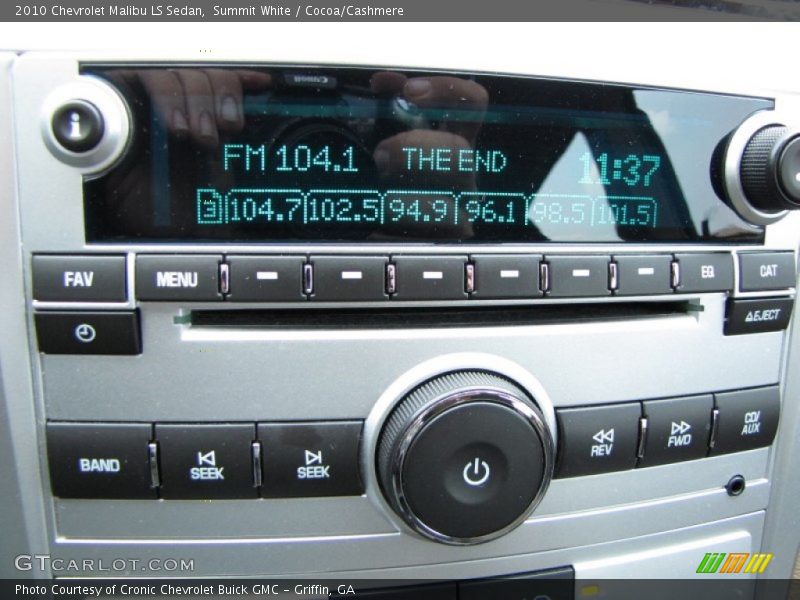 2010 Chevrolet Malibu LS Sedan, Summit White / Cocoa/Cashmere
Canon
i
FM 104.1 THE END 11:37
3 104.7 102.5 94.9 96.1 98.5 101.5
FAV MENU EQ CAT
EJECT
BAND SEEK SEEK REV FWD CD/
AUX
GTCARLOT.COM
Photo Courtesy of Cronic Chevrolet Buick GMC - Griffin, GA